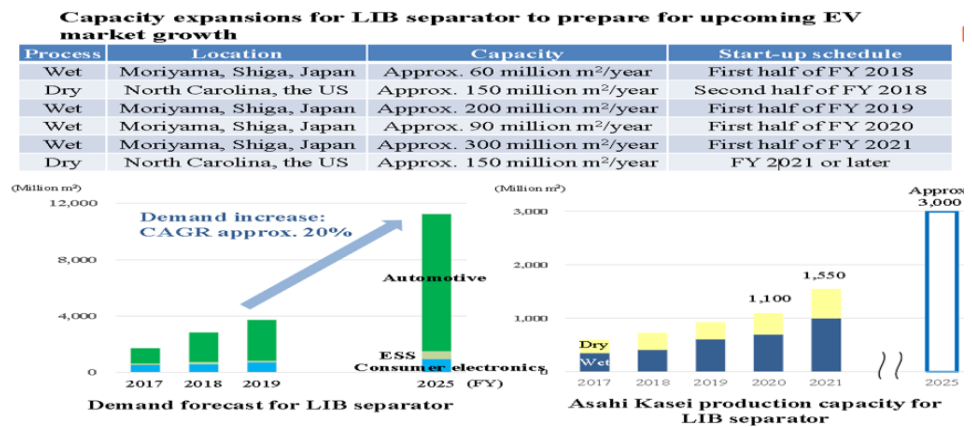 Capacity expansions for LIB separator to prepare for upcoming EV
market growth
Process Location Capacity Start-up schedule
Wet Moriyama, Shiga, Japan Approx. 60 million m²/year First half of FY 2018
Dry North Carolina, the US Approx. 150 million m²/year Second half of FY 2018
Wet Moriyama, Shiga, Japan Approx. 200 million m²/year First half of FY 2019
Wet Moriyama, Shiga, Japan Approx. 90 million m²/year First half of FY 2020
Wet Moriyama, Shiga, Japan Approx. 300 million m²/year First half of FY 2021
Dry North Carolina, the US Approx. 150 million m²/year FY 2021 or later
(Million m²)
12,000
8,000
4,000
0
Demand increase:
CAGR approx. 20%
Automotive
ESS
Consumer electronics
2017 2018 2019 2025 (FY)
Demand forecast for LIB separator
(Million m²)
3,000
2,000
1,000
0
Approx
3,000
1,550
1,100
Dry
Wet
2017 2018 2019 2020 2021 2025
Asahi Kasei production capacity for
LIB separator